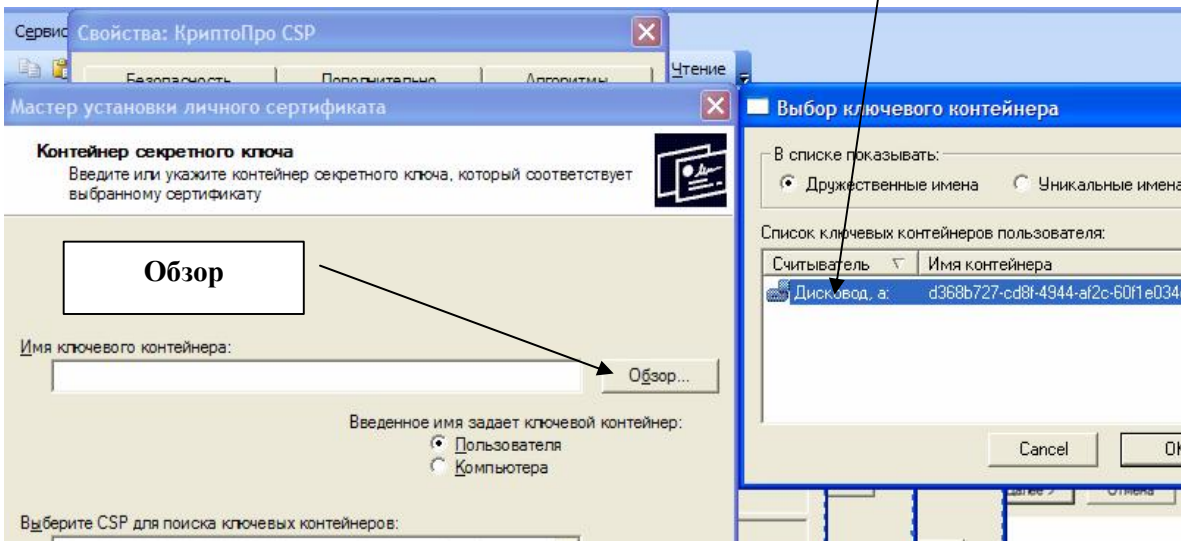 Сервис
Свойства: КриптоПро CSP
Безопасность Дополнительно Алгоритмы
Чтение
Мастер установки личного сертификата
Контейнер секретного ключа
Введите или укажите контейнер секретного ключа, который соответствует
выбранному сертификату
Обзор
Имя ключевого контейнера:
Обзор...
Введенное имя задает ключевой контейнер:
Пользователя
Компьютера
Выберите CSP для поиска ключевых контейнеров:
Выбор ключевого контейнера
В списке показывать:
Дружественные имена Уникальные имена
Список ключевых контейнеров пользователя:
Считыватель Имя контейнера
Дисковод, а: d368b727-cd8f-4944-af2c-60f1e034
Cancel OK
Далее > Отмена